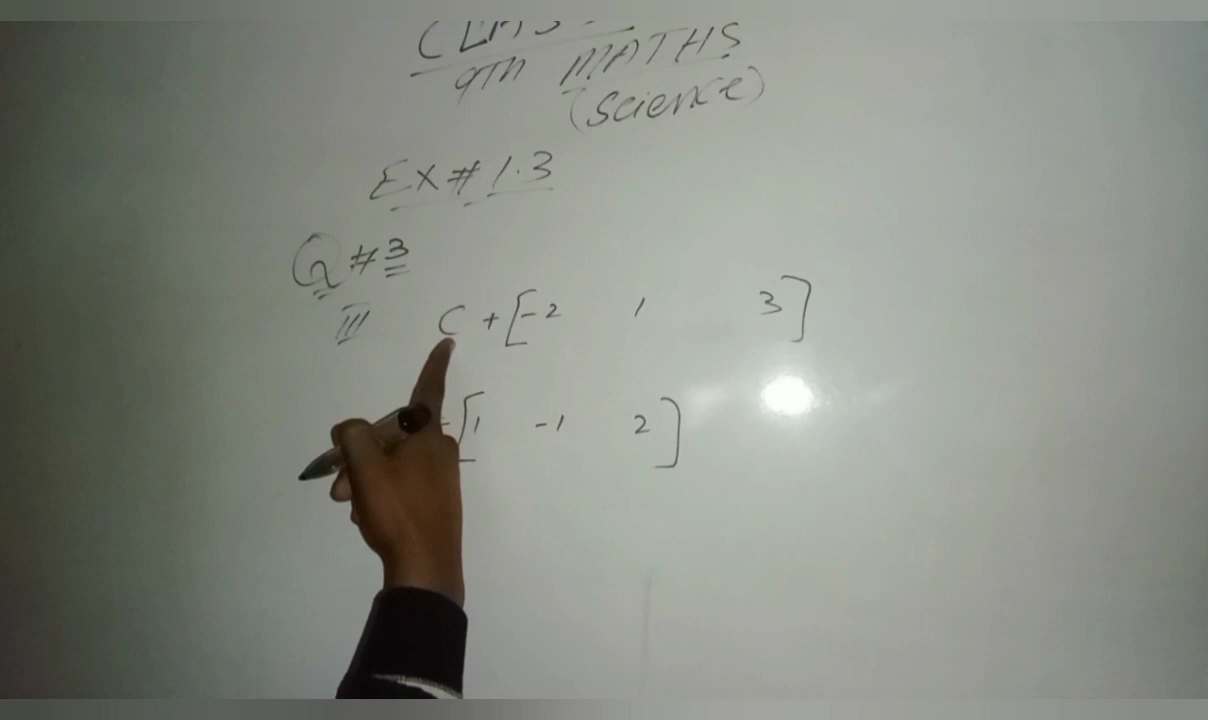 9TH MATHS
(Science)
EX # 1.3
Q # 3
III C + [-2 1 3]
= [1 -1 2]